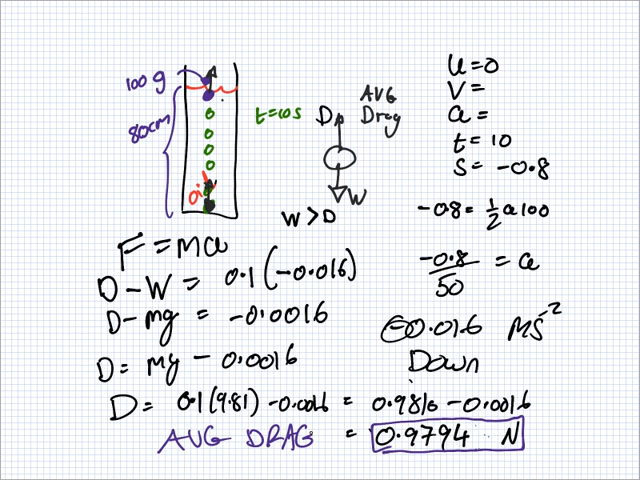 100 g
80cm
Oil
t=10s
AVG
Drag
D
W
W > D
U = 0
V =
a =
t = 10
S = -0.8
-0.8 = 1/2 a 100
-0.8/50 = a
-0.016 MS⁻²
Down
F = ma
D - W = 0.1(-0.016)
D - mg = -0.0016
D = mg - 0.0016
D = 0.1(9.81) - 0.0016 = 0.9810 - 0.0016
AVG DRAG = 0.9794 N